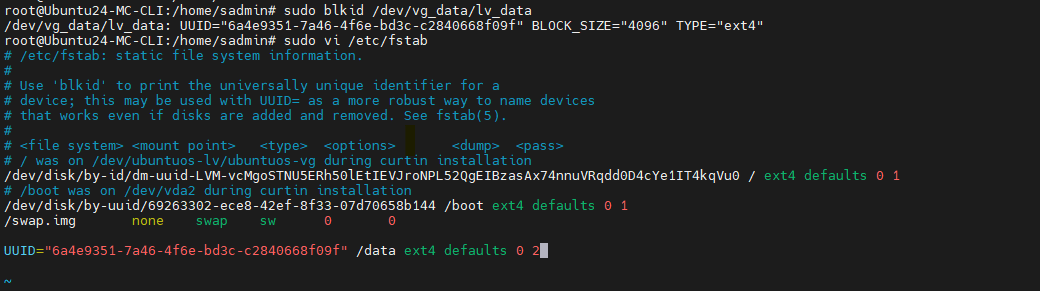 root@Ubuntu24-MC-CLI:/home/sadmin# sudo blkid /dev/vg_data/lv_data
/dev/vg_data/lv_data: UUID="6a4e9351-7a46-4f6e-bd3c-c2840668f09f" BLOCK_SIZE="4096" TYPE="ext4"
root@Ubuntu24-MC-CLI:/home/sadmin# sudo vi /etc/fstab
# /etc/fstab: static file system information.
#
# Use 'blkid' to print the universally unique identifier for a
# device; this may be used with UUID= as a more robust way to name devices
# that works even if disks are added and removed. See fstab(5).
#
# <file system> <mount point>   <type>  <options>       <dump>  <pass>
# / was on /dev/ubuntuos-lv/ubuntuos-vg during curtin installation
/dev/disk/by-id/dm-uuid-LVM-vcMgoSTNU5ERh50lEtIEVJroNPL52QgEIBzasAx74nnuVRqdd0D4cYe1IT4kqVu0 / ext4 defaults 0 1
# /boot was on /dev/vda2 during curtin installation
/dev/disk/by-uuid/69263302-ece8-42ef-8f33-07d70658b144 /boot ext4 defaults 0 1
/swap.img       none    swap    sw      0       0
UUID="6a4e9351-7a46-4f6e-bd3c-c2840668f09f" /data ext4 defaults 0 2
~